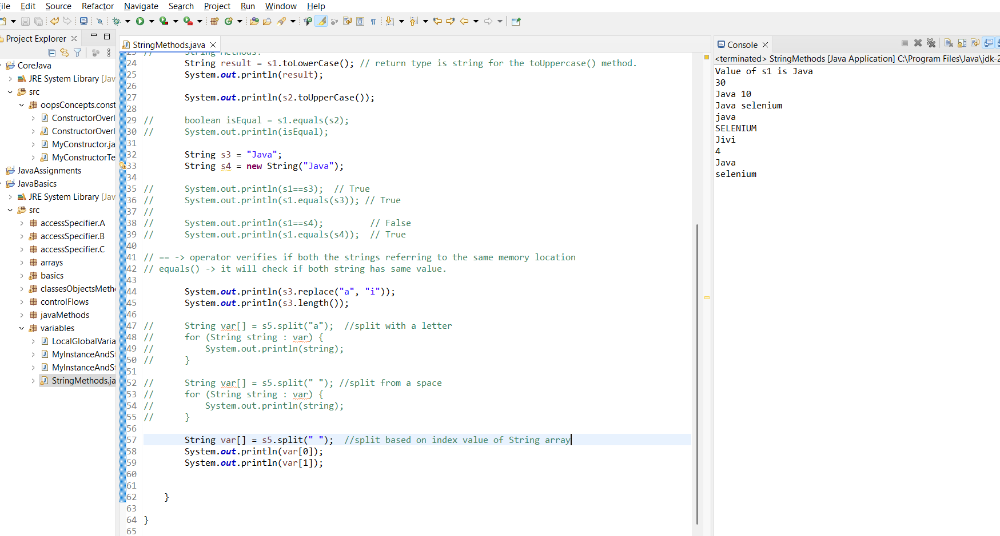 File Edit Source Refactor Navigate Search Project Run Window Help
Project Explorer
CoreJava
JRE System Library [Jav
src
oopsConcepts.const
ConstructorOverl
ConstructorOverl
MyConstructor.ja
MyConstructorTe
JavaAssignments
JavaBasics
JRE System Library [Jav
src
accessSpecifier.A
accessSpecifier.B
accessSpecifier.C
arrays
basics
classesObjectsMeth
controlFlows
javaMethods
variables
LocalGlobalVaria
MyInstanceAndSt
MyInstanceAndSt
StringMethods.ja
StringMethods.java
23 // String Methods:
24 String result = s1.toLowerCase(); // return type is string for the toUppercase() method.
25 System.out.println(result);
26
27 System.out.println(s2.toUpperCase());
28
29 // boolean isEqual = s1.equals(s2);
30 // System.out.println(isEqual);
31
32 String s3 = "Java";
33 String s4 = new String("Java");
34
35 // System.out.println(s1==s3); // True
36 // System.out.println(s1.equals(s3)); // True
37 //
38 // System.out.println(s1==s4); // False
39 // System.out.println(s1.equals(s4)); // True
40
41 // == -> operator verifies if both the strings referring to the same memory location
42 // equals() -> it will check if both string has same value.
43
44 System.out.println(s3.replace("a", "i"));
45 System.out.println(s3.length());
46
47 // String var[] = s5.split("a"); //split with a letter
48 // for (String string : var) {
49 // System.out.println(string);
50 // }
51
52 // String var[] = s5.split(" "); //split from a space
53 // for (String string : var) {
54 // System.out.println(string);
55 // }
56
57 String var[] = s5.split(" "); //split based on index value of String array
58 System.out.println(var[0]);
59 System.out.println(var[1]);
60
61
62 }
63
64 }
65
Console
<terminated> StringMethods [Java Application] C:\Program Files\Java\jdk-2
Value of s1 is Java
30
Java 10
Java selenium
java
SELENIUM
Jivi
4
Java
selenium